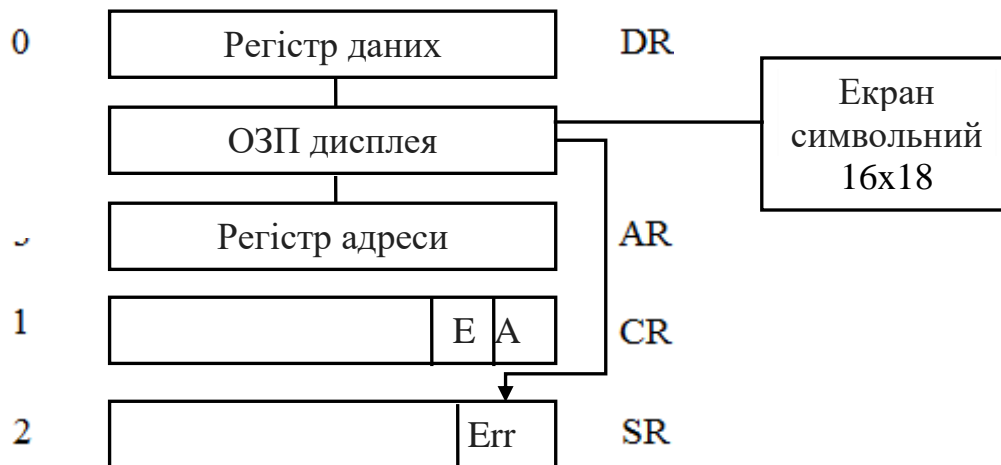 0 Регістр даних DR
ОЗП дисплея
Екран
символьний
16х18
Регістр адреси AR
1 E A CR
2 Err SR